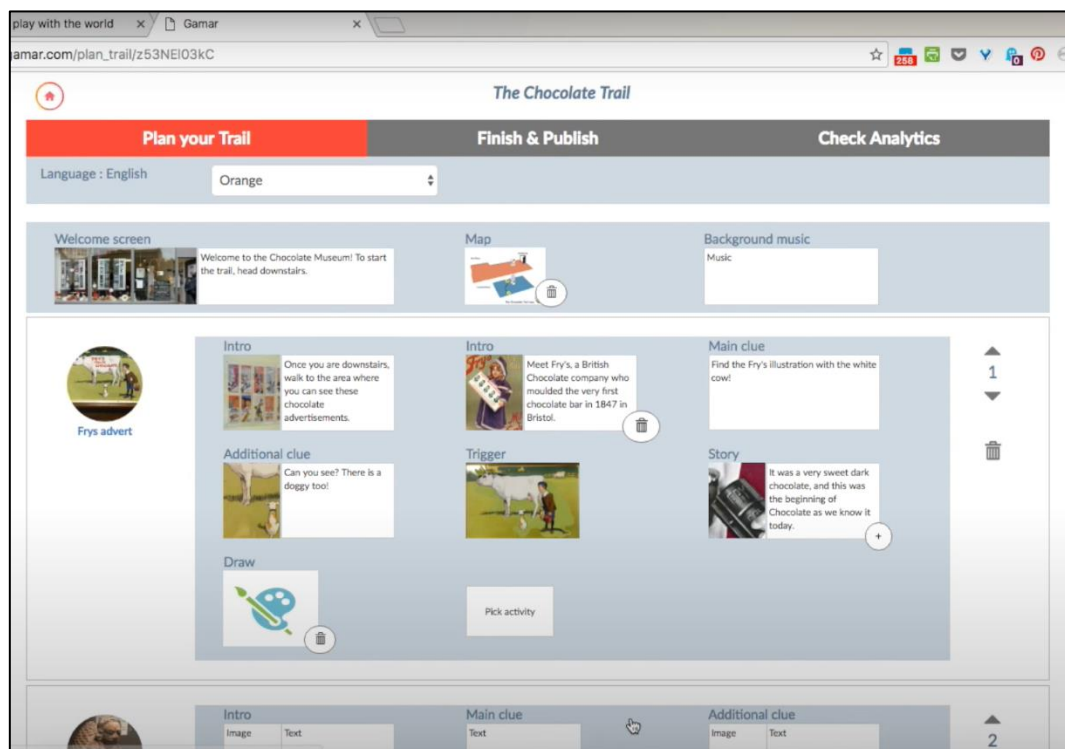 play with the world
Gamar
gamar.com/plan_trail/z53NEl03kC
258
0
The Chocolate Trail
Plan your Trail
Finish & Publish
Check Analytics
Language : English
Orange
Welcome screen
Welcome to the Chocolate Museum! To start
the trail, head downstairs.
Map
Background music
Music
Frys advert
Intro
Once you are downstairs,
walk to the area where
you can see these
chocolate
advertisements.
Intro
Fry's
Meet Fry's, a British
Chocolate company who
moulded the very first
chocolate bar in 1847 in
Bristol.
Main clue
Find the Fry's illustration with the white
cow!
1
Additional clue
Can you see? There is a
doggy too!
Trigger
Story
It was a very sweet dark
chocolate, and this was
the beginning of
Chocolate as we know it
today.
+
Draw
Pick activity
Intro
Image
Text
Main clue
Text
Additional clue
Image
Text
2